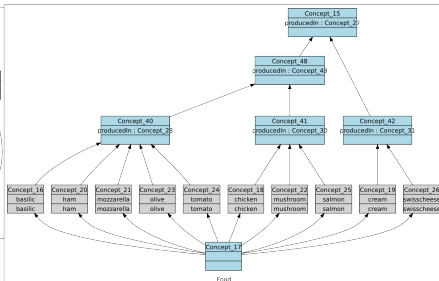 Concept_15
producedIn : Concept_27
Concept_48
producedIn : Concept_43
Concept_40
producedIn : Concept_28
Concept_41
producedIn : Concept_30
Concept_42
producedIn : Concept_31
Concept_16
basilic
basilic
Concept_20
ham
ham
Concept_21
mozzarella
mozzarella
Concept_23
olive
olive
Concept_24
tomato
tomato
Concept_18
chicken
chicken
Concept_22
mushroom
mushroom
Concept_25
salmon
salmon
Concept_19
cream
cream
Concept_26
swisscheese
swisscheese
Concept_17
Food